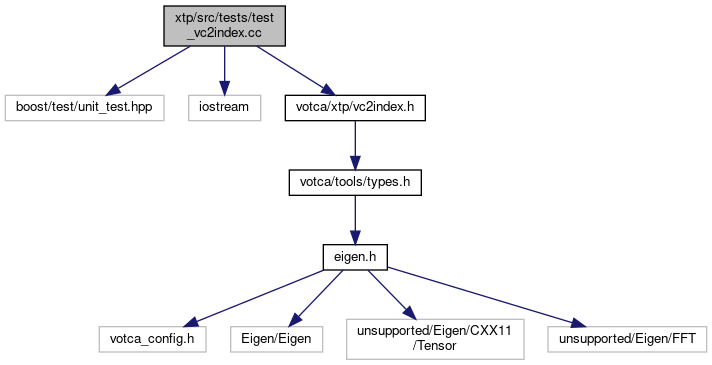 xtp/src/tests/test
_vc2index.cc
boost/test/unit_test.hpp
iostream
votca/xtp/vc2index.h
votca/tools/types.h
eigen.h
votca_config.h
Eigen/Eigen
unsupported/Eigen/CXX11
/Tensor
unsupported/Eigen/FFT